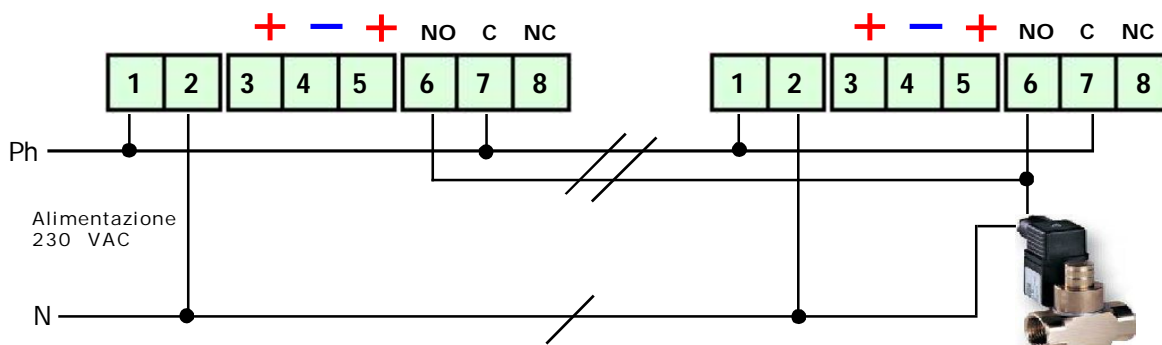 + − + NO C NC + − + NO C NC
1 2 3 4 5 6 7 8 1 2 3 4 5 6 7 8
Ph
Alimentazione
230 VAC
N